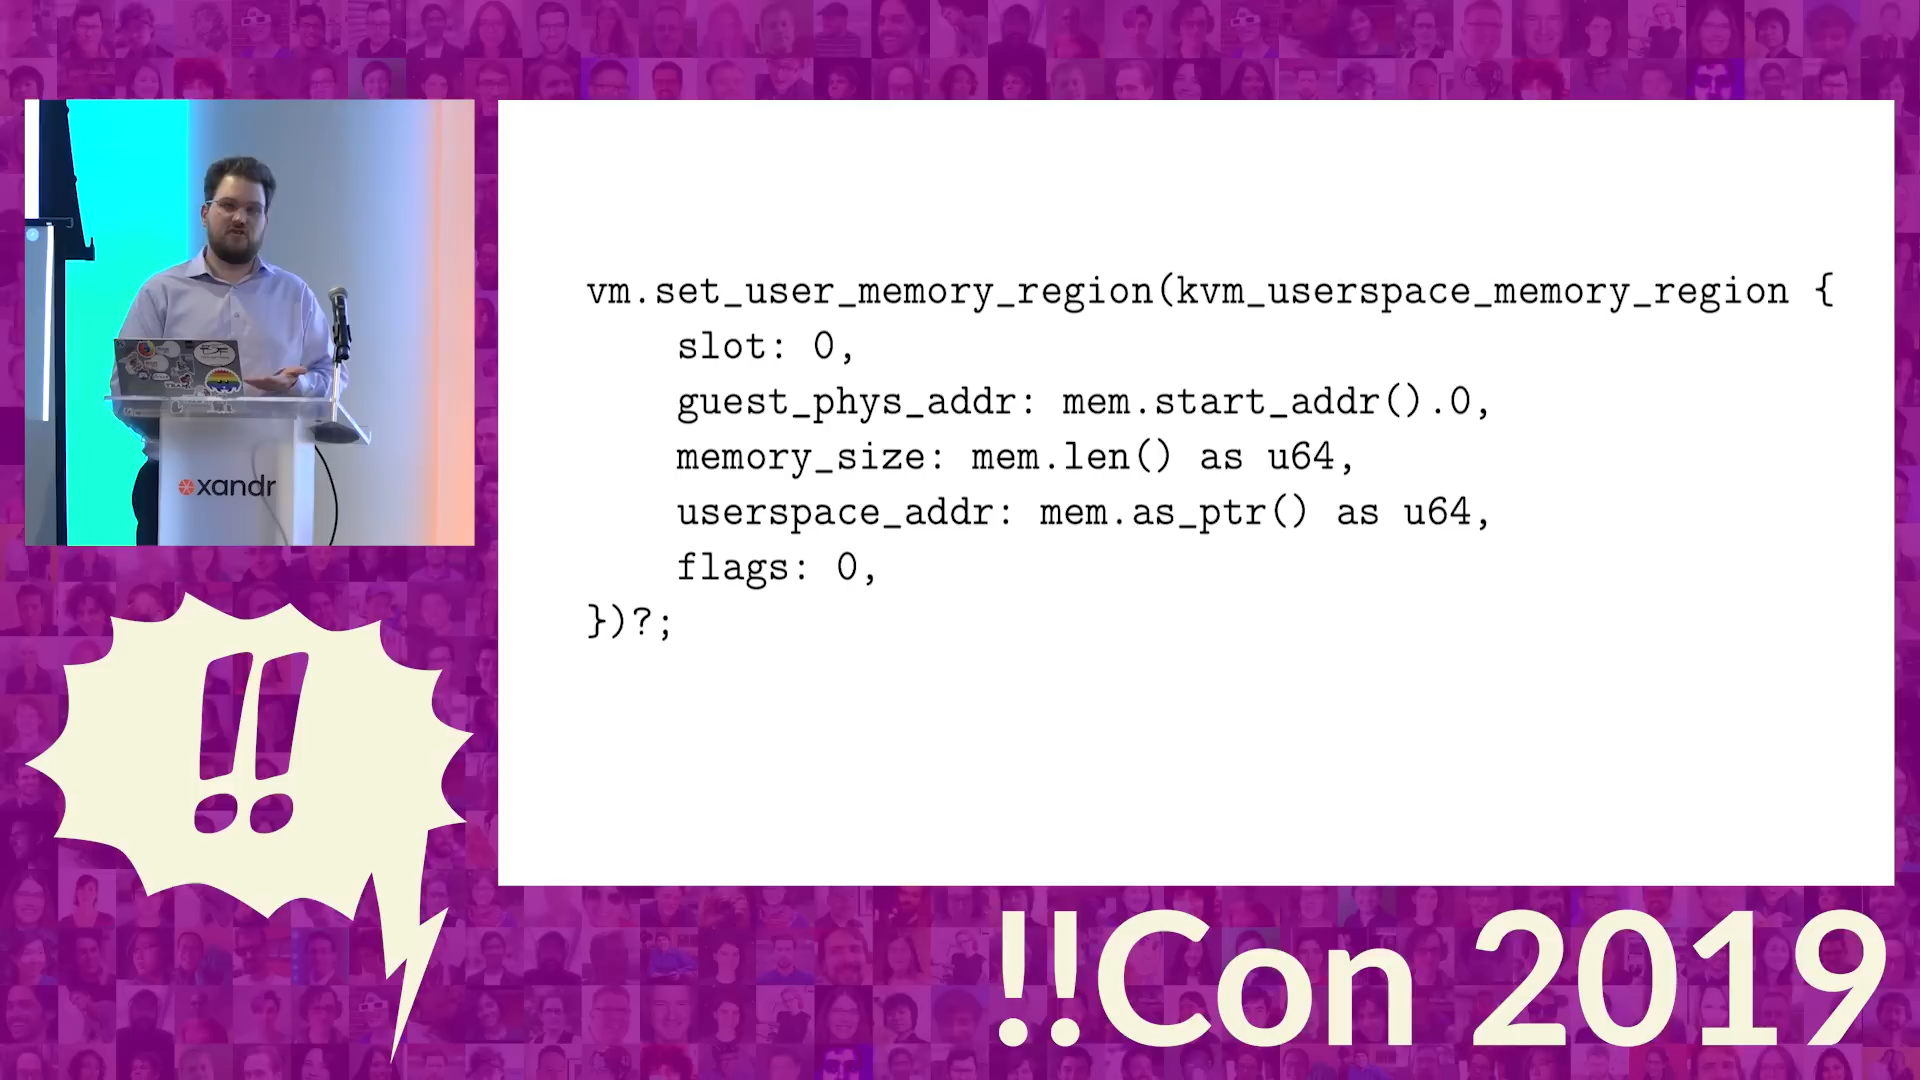 vm.set_user_memory_region(kvm_userspace_memory_region {
    slot: 0,
    guest_phys_addr: mem.start_addr().0,
    memory_size: mem.len() as u64,
    userspace_addr: mem.as_ptr() as u64,
    flags: 0,
})?;
xandr
!!
!!Con 2019